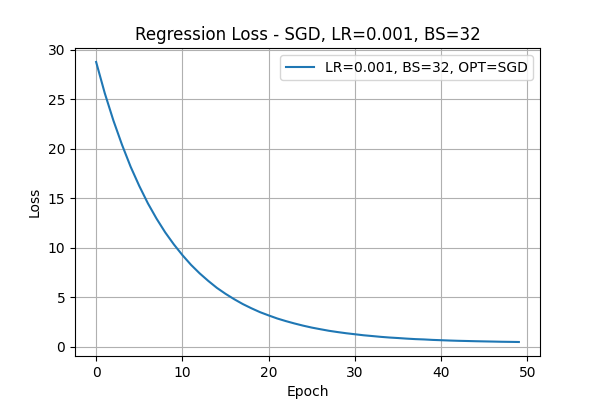 Regression Loss - SGD, LR=0.001, BS=32
LR=0.001, BS=32, OPT=SGD
30
25
20
15
10
5
0
Loss
0 10 20 30 40 50
Epoch